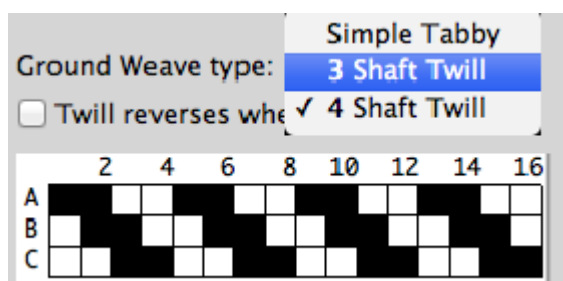 Simple Tabby
Ground Weave type: 3 Shaft Twill
Twill reverses whe ✓ 4 Shaft Twill
2 4 6 8 10 12 14 16
A
B
C